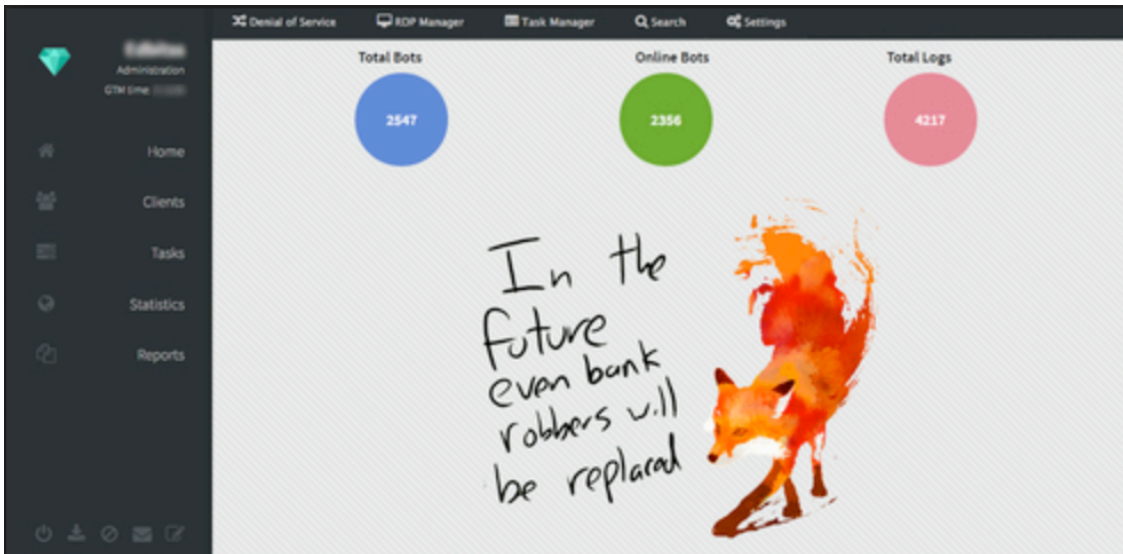 Denial of Service RDP Manager Task Manager Search Settings
Administration
GTM time:
Home
Clients
Tasks
Statistics
Reports
Total Bots Online Bots Total Logs
2547 2356 4217
In the
future
even bank
robbers will
be replaced